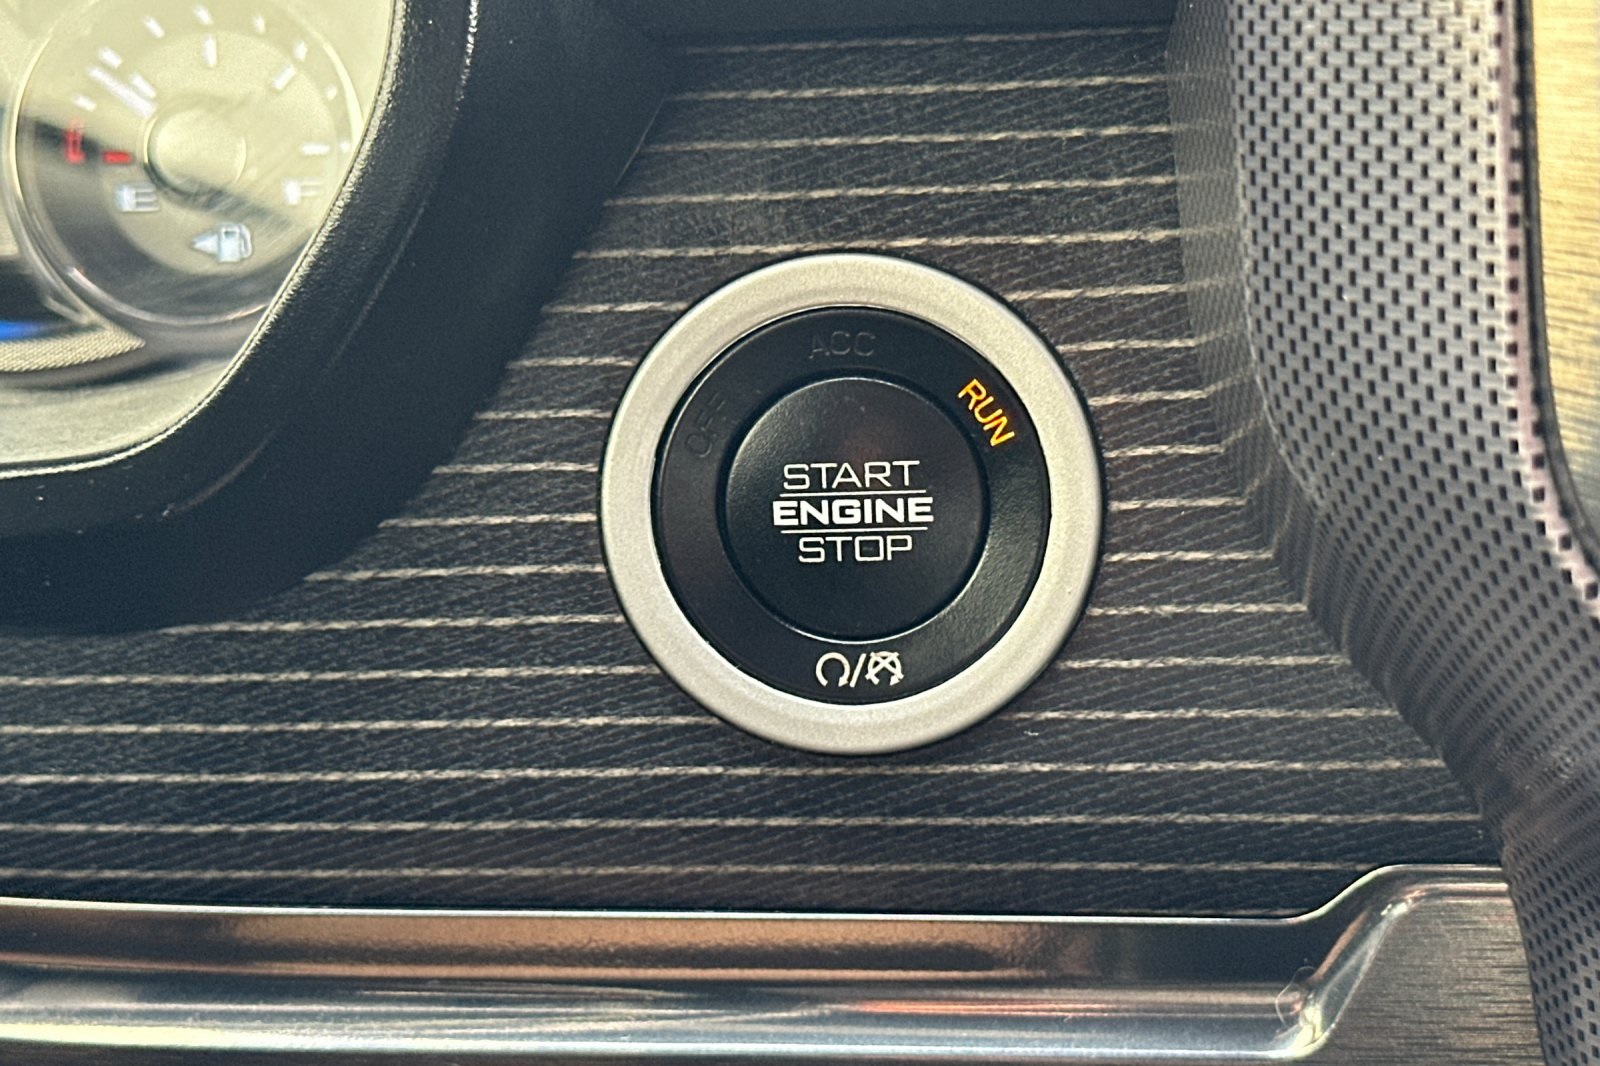 E
F
ACC
OFF
RUN
START
ENGINE
STOP